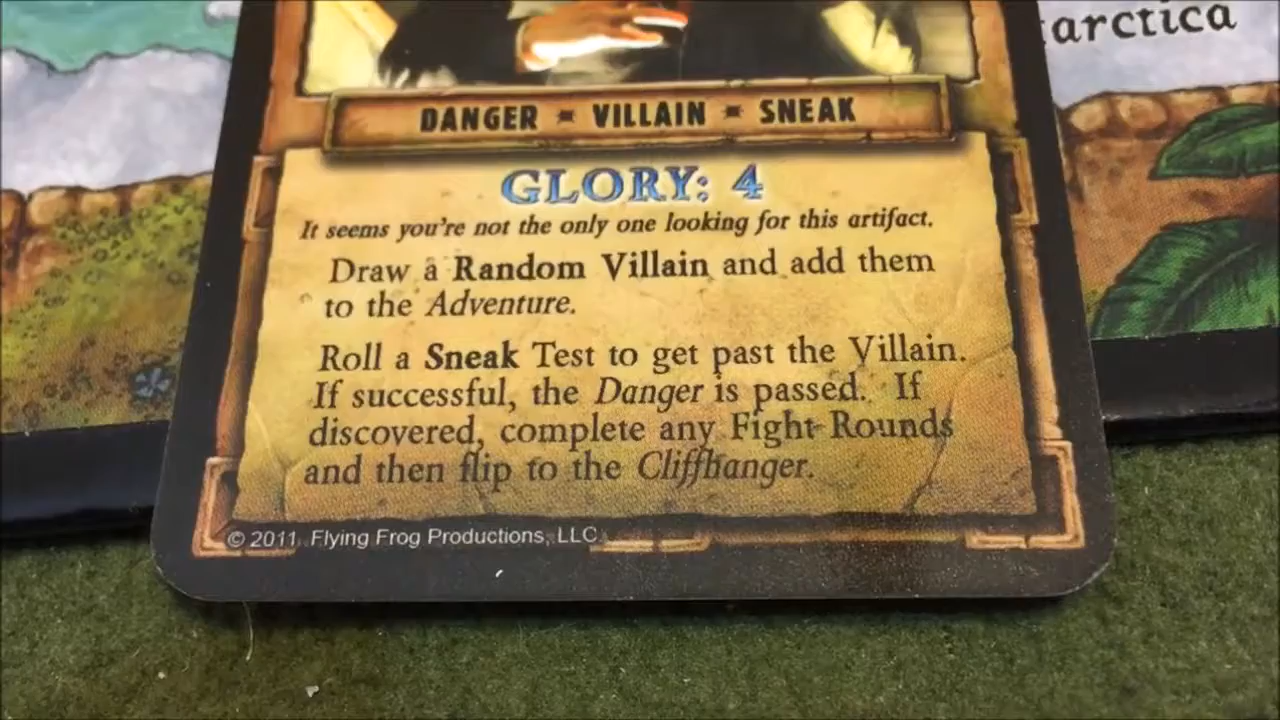 tarctica
DANGER ▪ VILLAIN ▪ SNEAK
GLORY: 4
It seems you're not the only one looking for this artifact.
Draw a Random Villain and add them
to the Adventure.
Roll a Sneak Test to get past the Villain.
If successful, the Danger is passed. If
discovered, complete any Fight Rounds
and then flip to the Cliffhanger.
© 2011 Flying Frog Productions, LLC